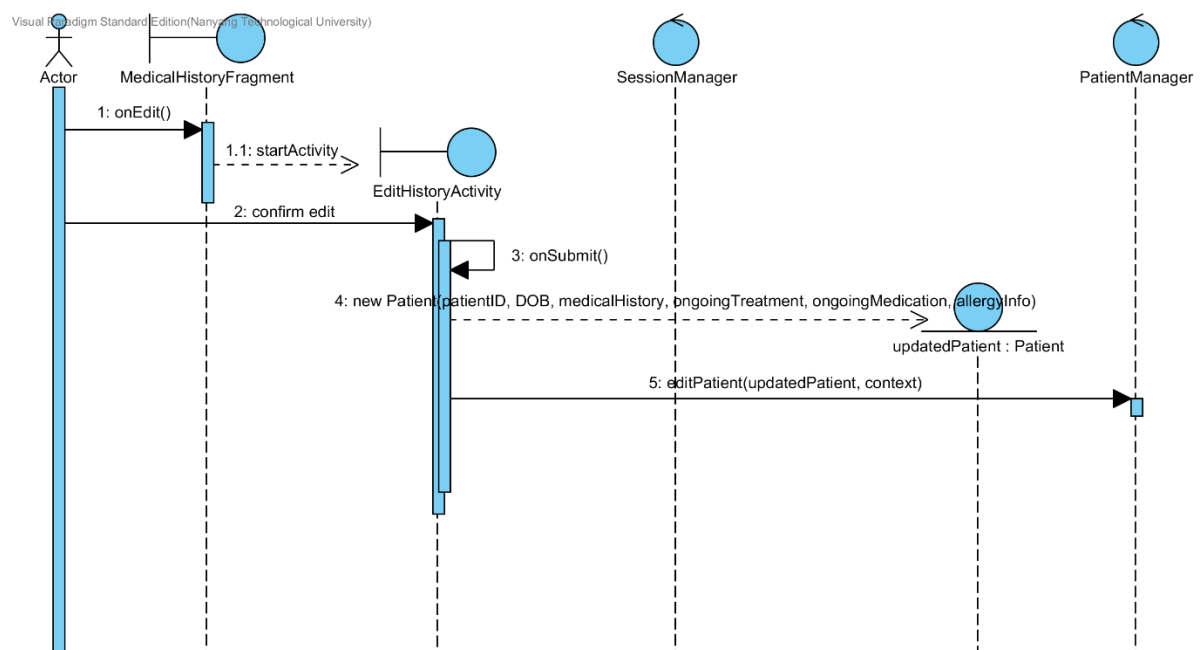 Visual Paradigm Standard Edition(Nanyang Technological University)
Actor
MedicalHistoryFragment
SessionManager
PatientManager
1: onEdit()
1.1: startActivity
EditHistoryActivity
2: confirm edit
3: onSubmit()
4: new Patient(patientID, DOB, medicalHistory, ongoingTreatment, ongoingMedication, allergyInfo)
updatedPatient : Patient
5: editPatient(updatedPatient, context)